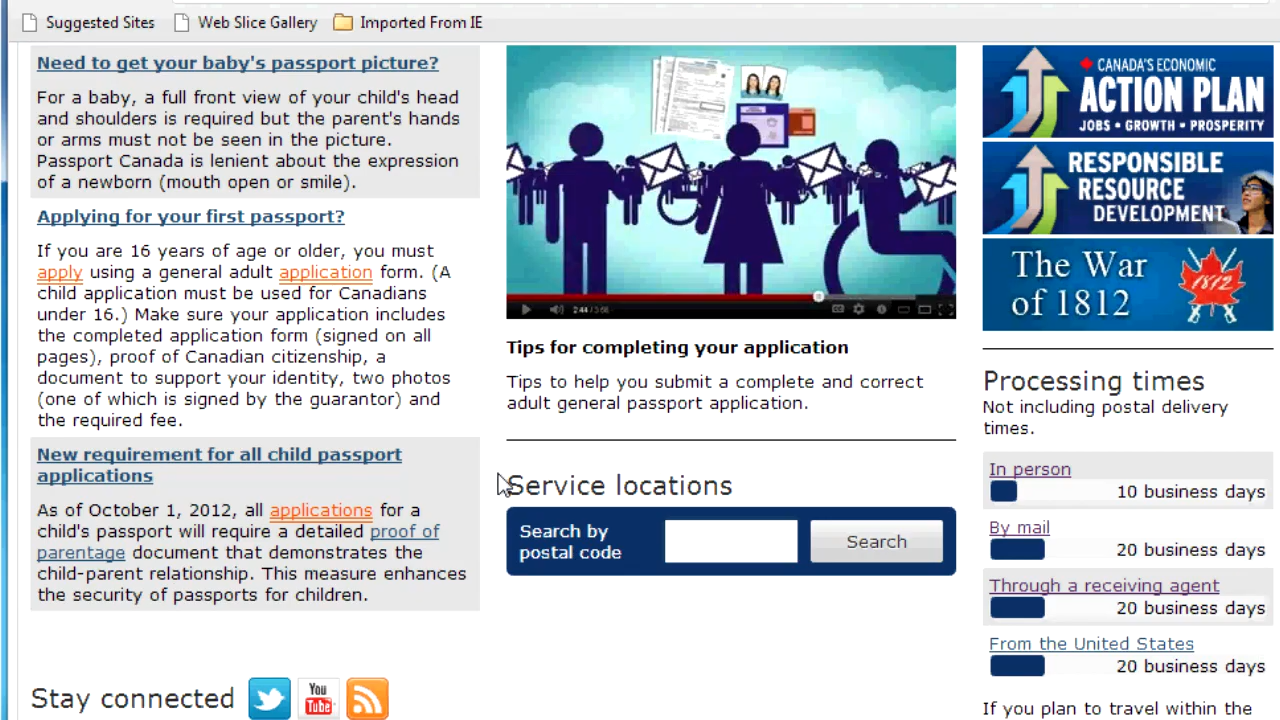 Suggested Sites Web Slice Gallery Imported From IE
Need to get your baby's passport picture?
For a baby, a full front view of your child's head
and shoulders is required but the parent's hands
or arms must not be seen in the picture.
Passport Canada is lenient about the expression
of a newborn (mouth open or smile).
Applying for your first passport?
If you are 16 years of age or older, you must
apply using a general adult application form. (A
child application must be used for Canadians
under 16.) Make sure your application includes
the completed application form (signed on all
pages), proof of Canadian citizenship, a
document to support your identity, two photos
(one of which is signed by the guarantor) and
the required fee.
New requirement for all child passport
applications
As of October 1, 2012, all applications for a
child's passport will require a detailed proof of
parentage document that demonstrates the
child-parent relationship. This measure enhances
the security of passports for children.
Stay connected
You
Tube
Tips for completing your application
Tips to help you submit a complete and correct
adult general passport application.
Service locations
Search by
postal code
Search
CANADA'S ECONOMIC
ACTION PLAN
JOBS • GROWTH • PROSPERITY
RESPONSIBLE
RESOURCE
DEVELOPMENT
The War
of 1812
1812
Processing times
Not including postal delivery
times.
In person
10 business days
By mail
20 business days
Through a receiving agent
20 business days
From the United States
20 business days
If you plan to travel within the